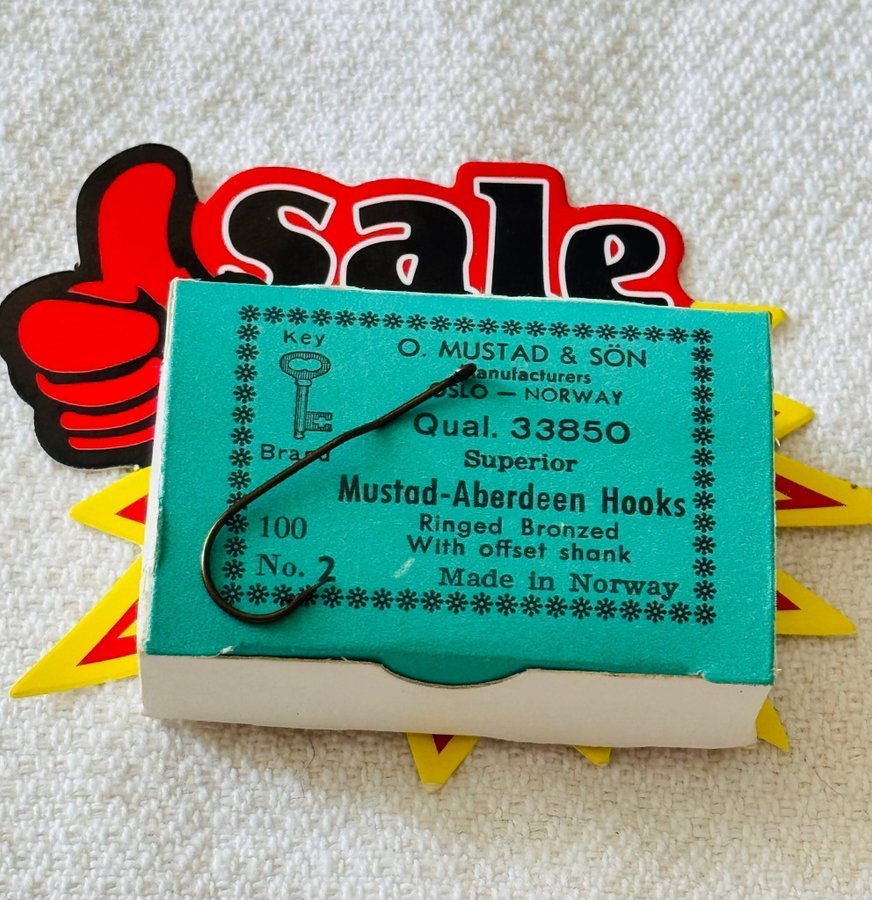 sale
Key
Brand
O. MUSTAD & SÖN
Manufacturers
OSLO — NORWAY
Qual. 33850
Superior
Mustad-Aberdeen Hooks
Ringed Bronzed
With offset shank
100
No. 2
Made in Norway